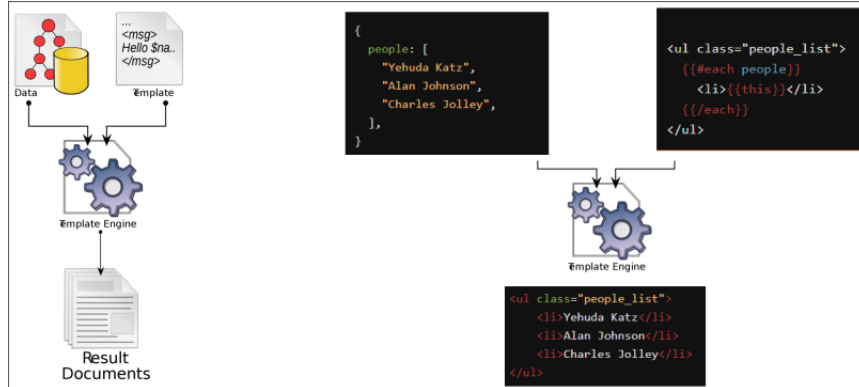 ...
<msg>
Hello $na..
</msg>
Data
Template
Template Engine
Result
Documents
{
  people: [
    "Yehuda Katz",
    "Alan Johnson",
    "Charles Jolley",
  ],
}
<ul class="people_list">
  {{#each people}}
    <li>{{this}}</li>
  {{/each}}
</ul>
Template Engine
<ul class="people_list">
    <li>Yehuda Katz</li>
    <li>Alan Johnson</li>
    <li>Charles Jolley</li>
</ul>